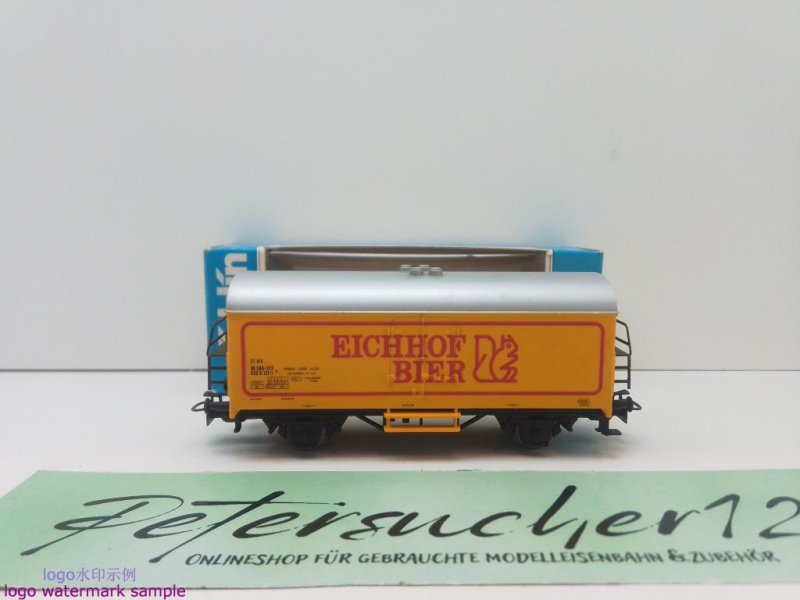 EICHHOF
BIER
Petersucher12
ONLINESHOP FÜR GEBRAUCHTE MODELLEISENBAHN & ZUBEHÖR
logo水印示例
logo watermark sample